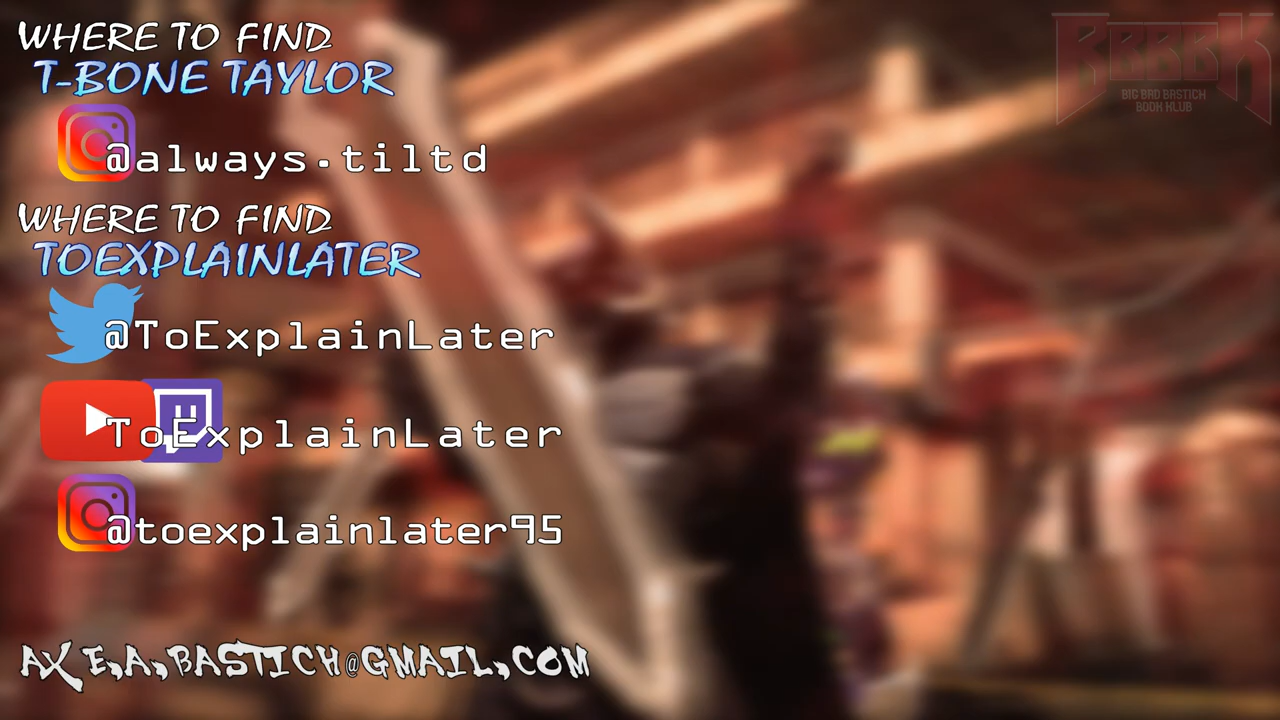 WHERE TO FIND
T-BONE TAYLOR
@always.tiltd
WHERE TO FIND
TOEXPLAINLATER
@ToExplainLater
ToExplainLater
@toexplainlater95
AXE.A.BASTICH@GMAIL.COM
BBBBK
BIG BAD BASTICH
BOOK KLUB